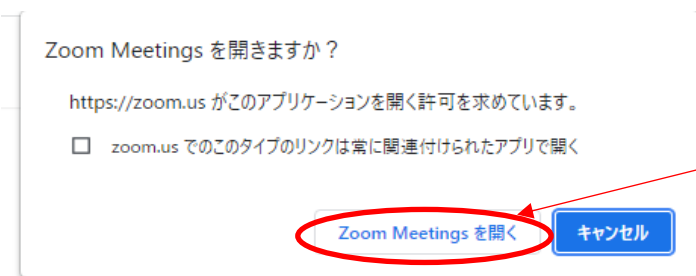 Zoom Meetings を開きますか？
https://zoom.us がこのアプリケーションを開く許可を求めています。
zoom.us でのこのタイプのリンクは常に関連付けられたアプリで開く
Zoom Meetings を開く
キャンセル